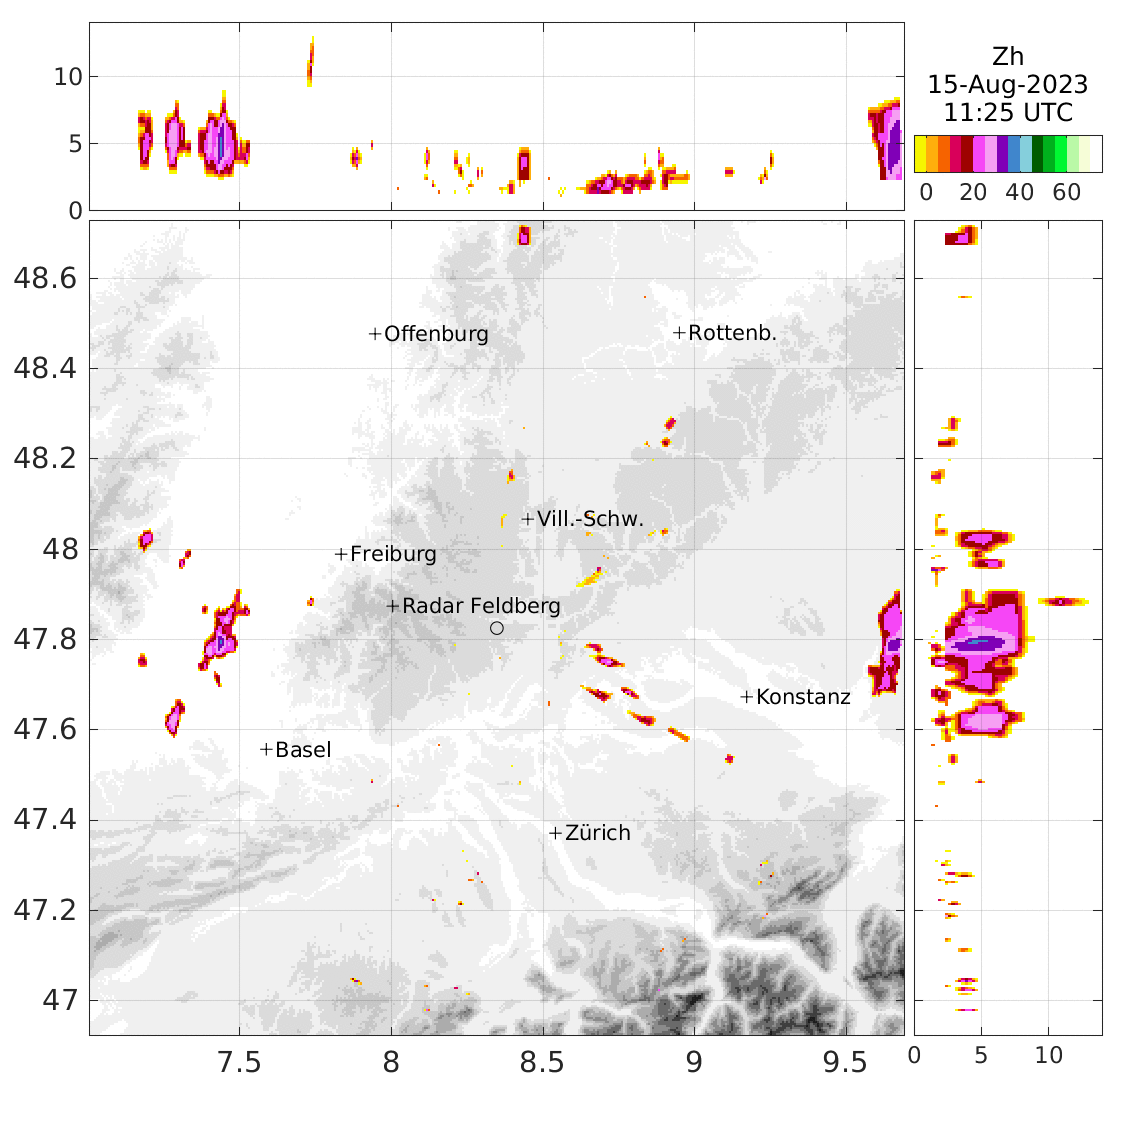 10
5
0
Zh
15-Aug-2023
11:25 UTC
0 20 40 60
48.6
48.4
48.2
48
47.8
47.6
47.4
47.2
47
+Offenburg
+Rottenb.
+Vill.-Schw.
+Freiburg
+Radar Feldberg
+Konstanz
+Basel
+Zürich
7.5 8 8.5 9 9.5
0 5 10